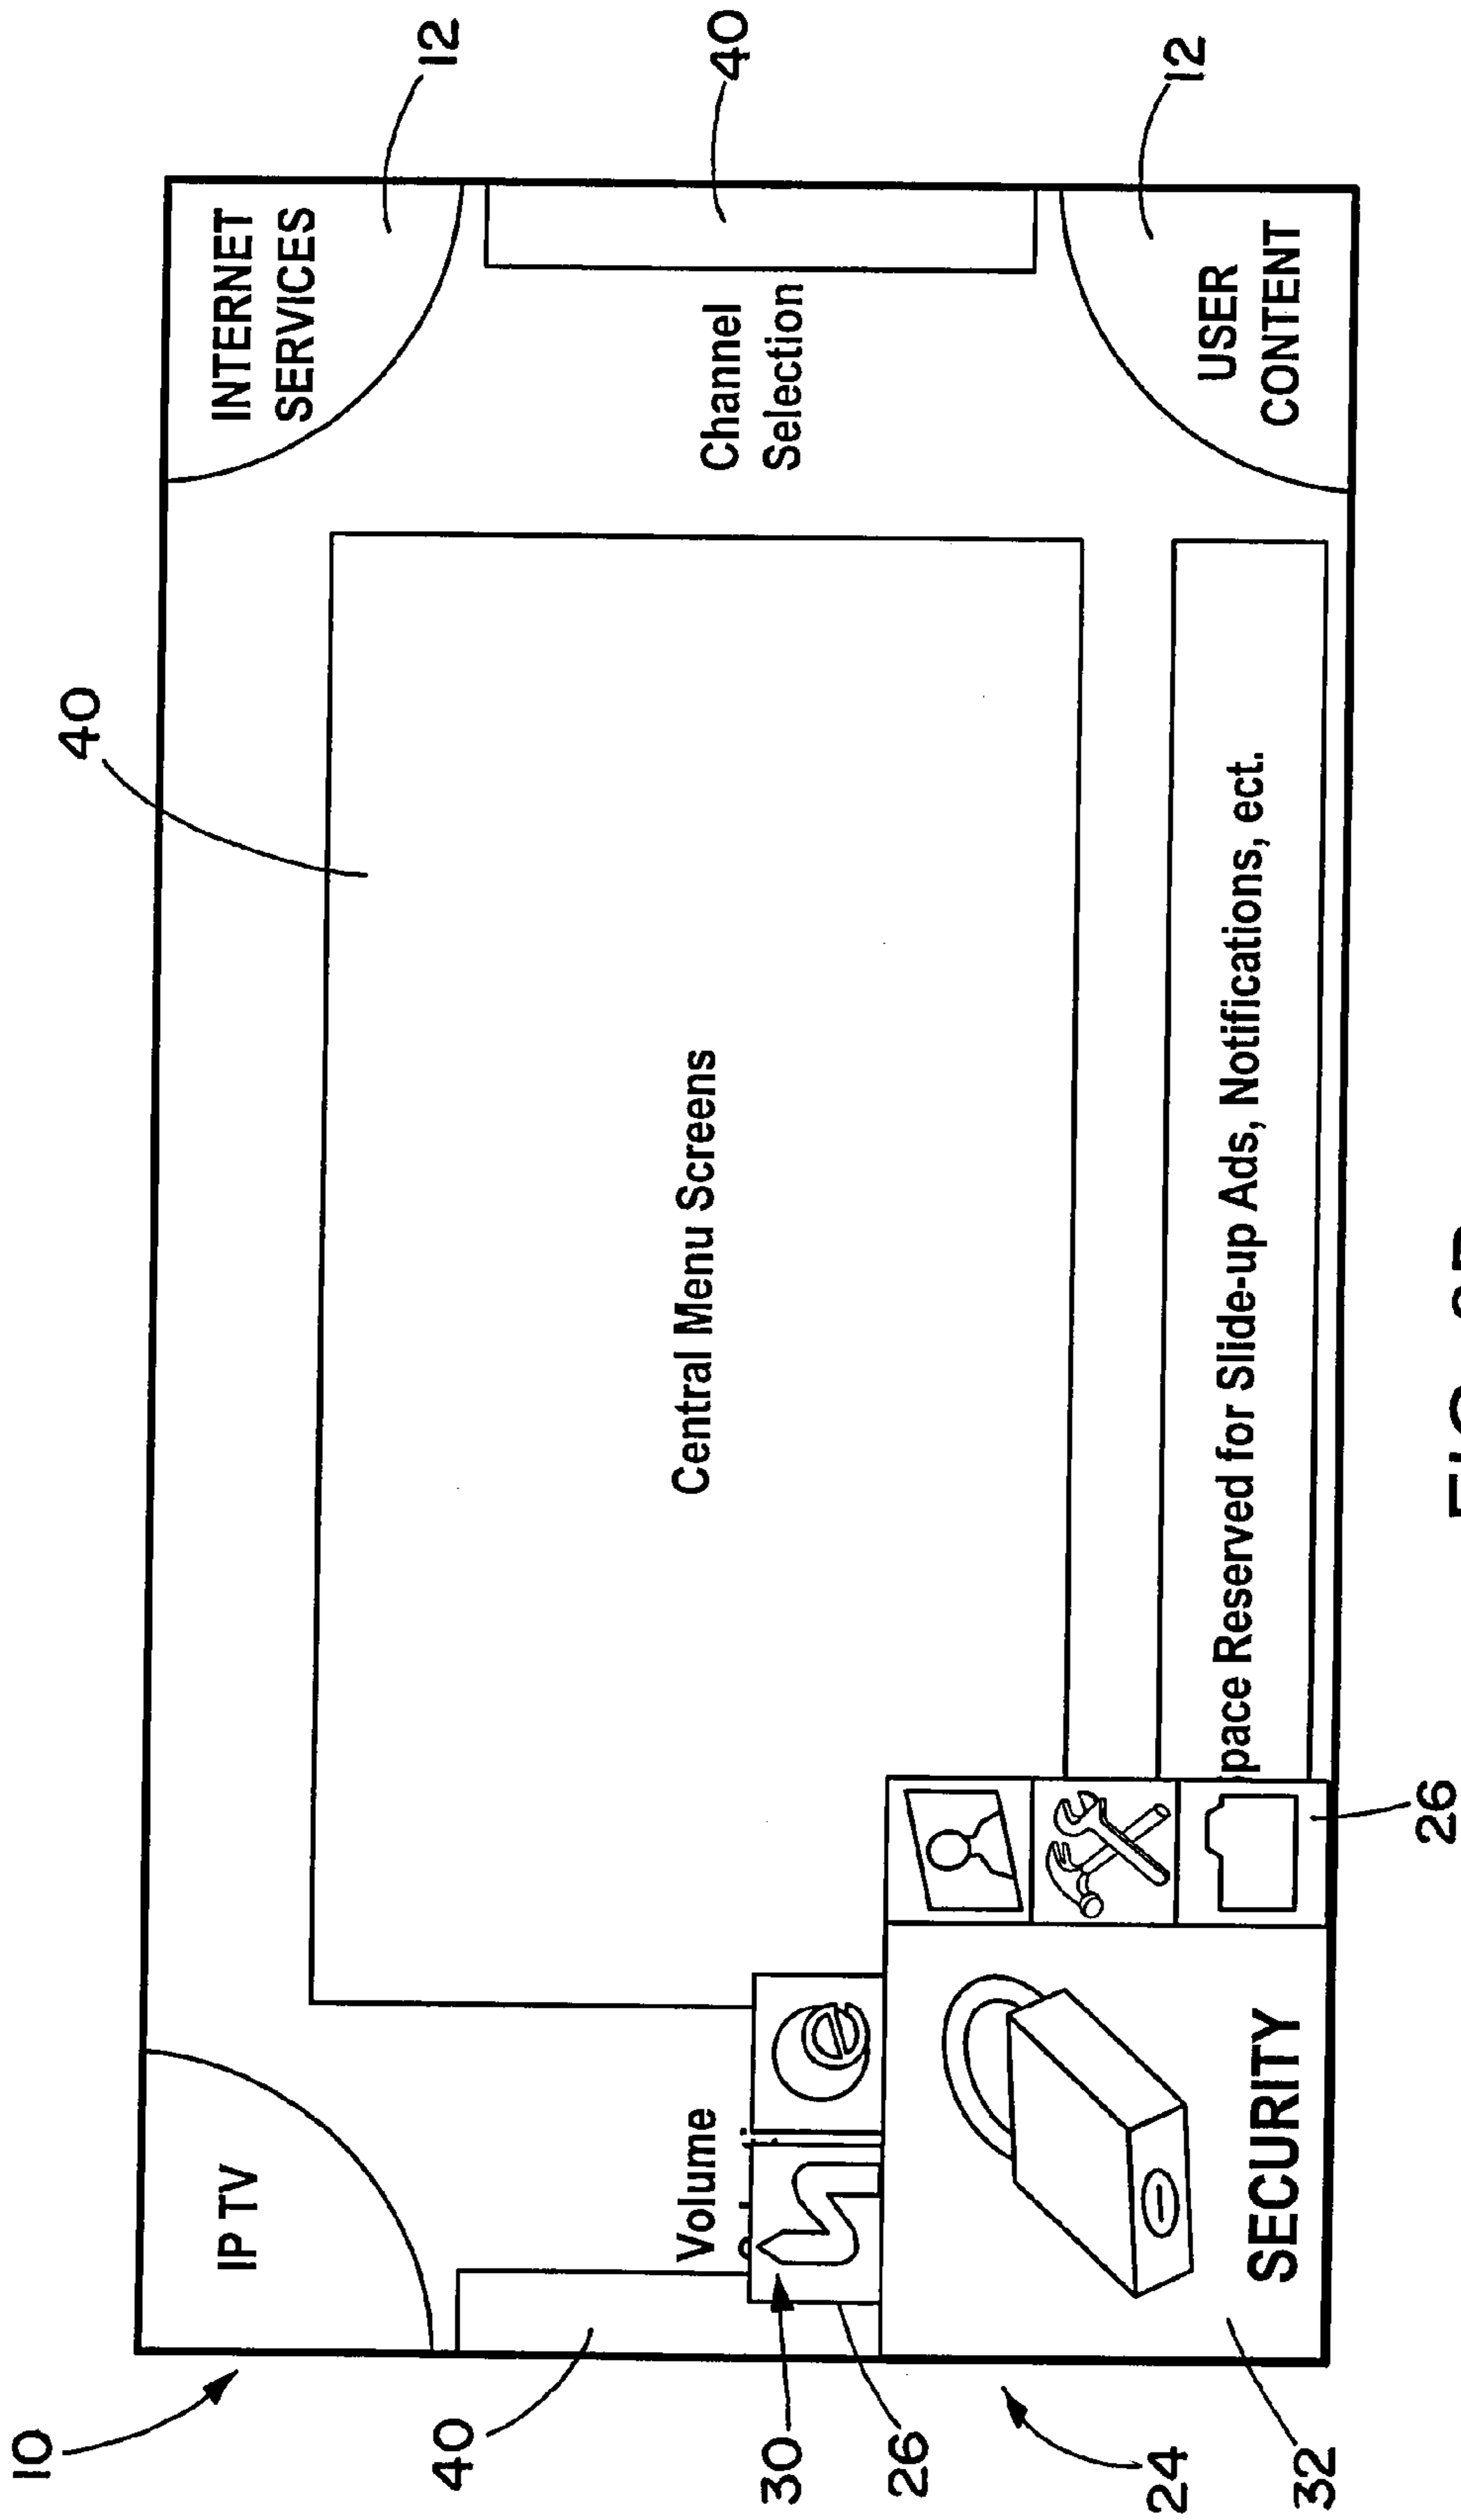 10
IP TV
40
INTERNET
SERVICES
12
40
Volume
Central Menu Screens
Channel
Selection
40
30
26
24
32
SECURITY
pace Reserved for Slide-up Ads, Notifications, ect.
26
USER
CONTENT
12